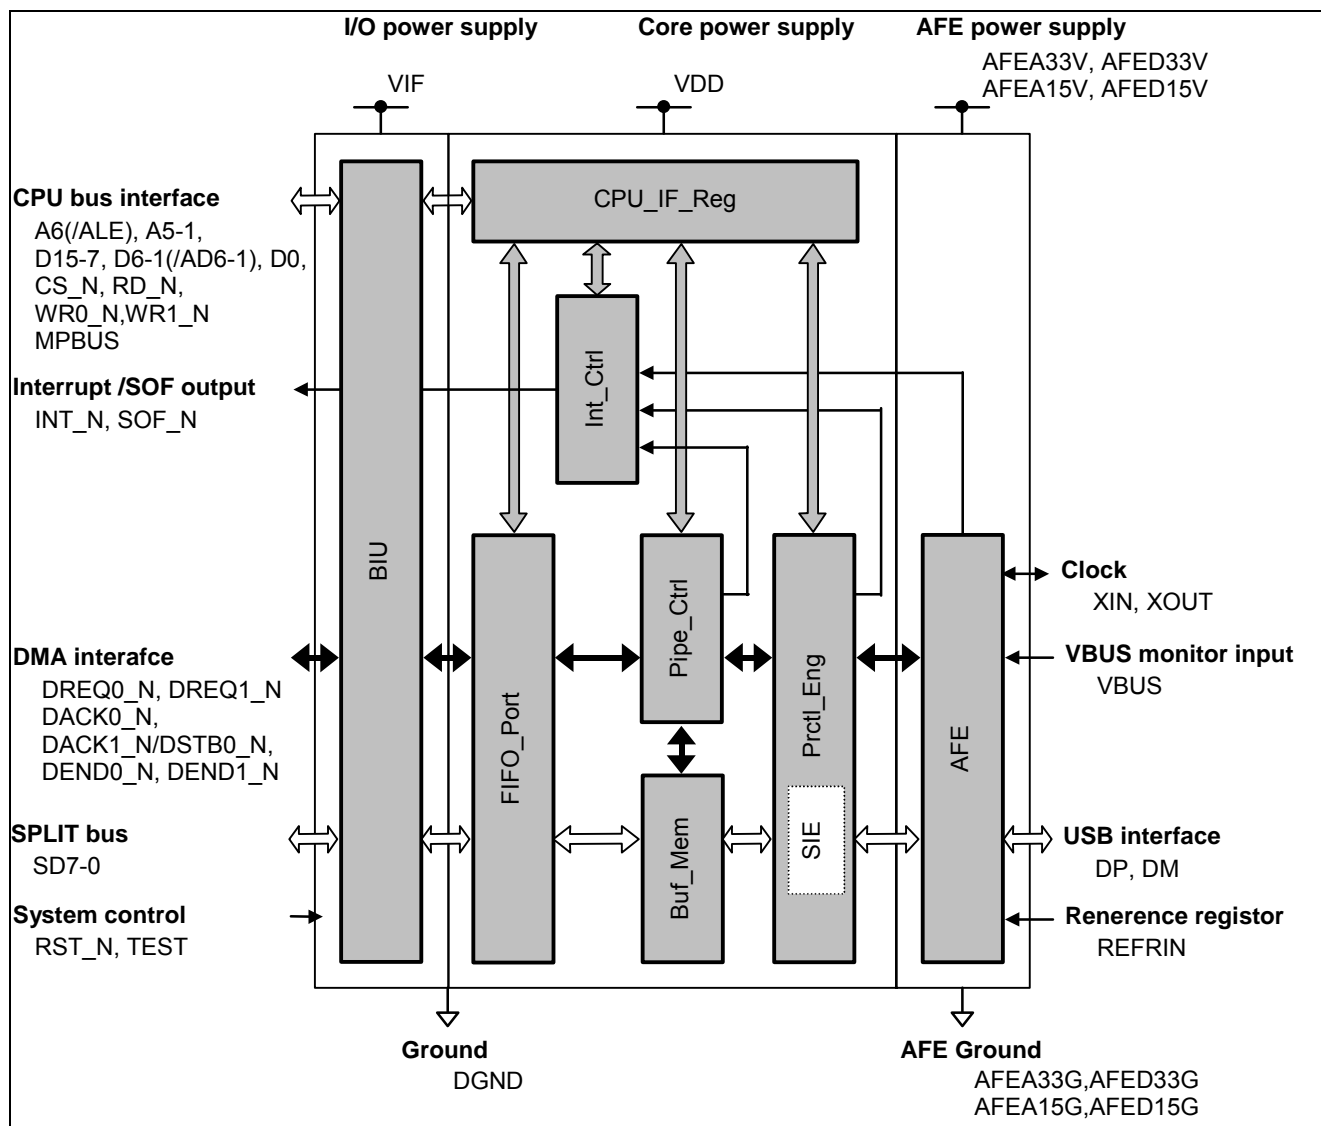 I/O power supply
Core power supply
AFE power supply
VIF
VDD
AFEA33V, AFED33V
AFEA15V, AFED15V
CPU bus interface
A6(/ALE), A5-1,
D15-7, D6-1(/AD6-1), D0,
CS_N, RD_N,
WR0_N,WR1_N
MPBUS
Interrupt /SOF output
INT_N, SOF_N
DMA interafce
DREQ0_N, DREQ1_N
DACK0_N,
DACK1_N/DSTB0_N,
DEND0_N, DEND1_N
SPLIT bus
SD7-0
System control
RST_N, TEST
BIU
CPU_IF_Reg
Int_Ctrl
FIFO_Port
Pipe_Ctrl
Buf_Mem
Prctl_Eng
SIE
AFE
Clock
XIN, XOUT
VBUS monitor input
VBUS
USB interface
DP, DM
Renerence registor
REFRIN
Ground
DGND
AFE Ground
AFEA33G,AFED33G
AFEA15G,AFED15G